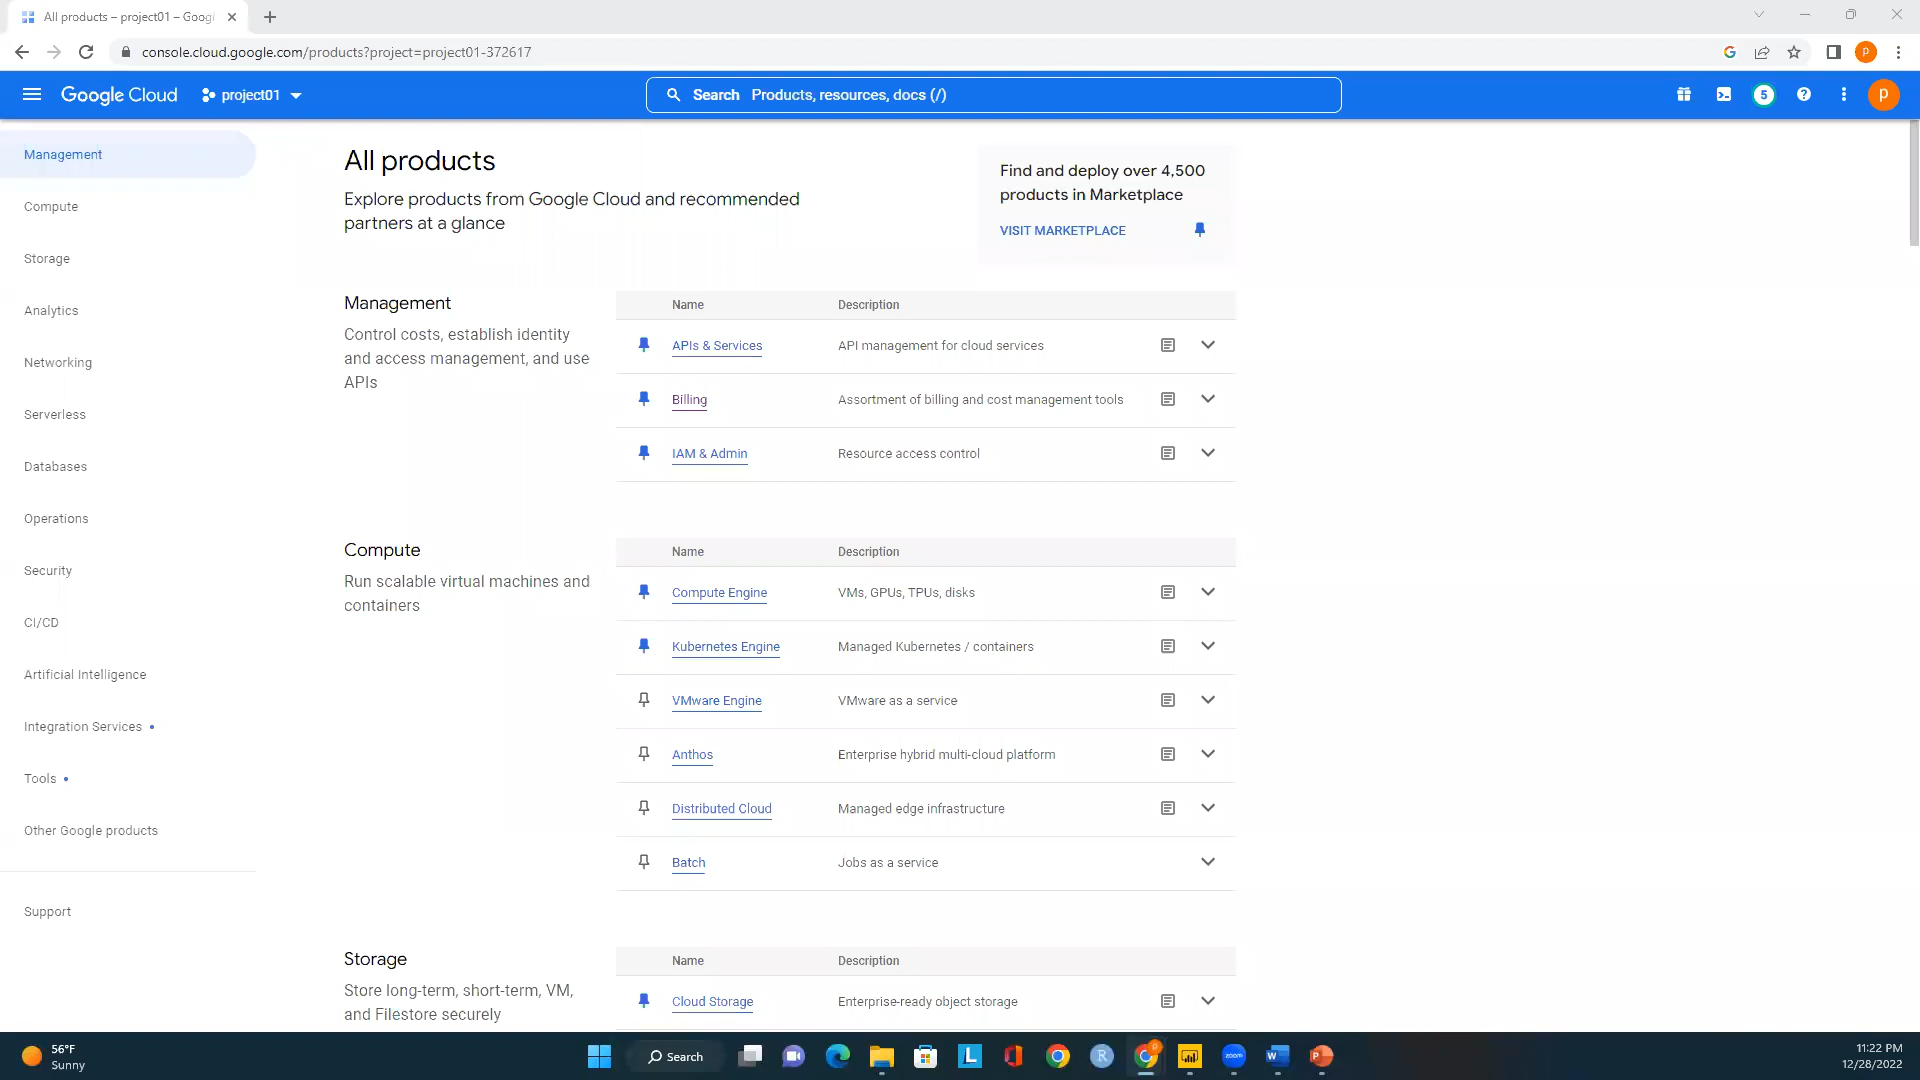 All products – project01 – Googl
console.cloud.google.com/products?project=project01-372617
P
Google Cloud
project01
Search Products, resources, docs (/)
5
P
Management
Compute
Storage
Analytics
Networking
Serverless
Databases
Operations
Security
CI/CD
Artificial Intelligence
Integration Services
Tools
Other Google products
Support
All products
Explore products from Google Cloud and recommended
partners at a glance
Find and deploy over 4,500
products in Marketplace
VISIT MARKETPLACE
Management
Control costs, establish identity
and access management, and use
APIs
Name Description
APIs & Services API management for cloud services
Billing Assortment of billing and cost management tools
IAM & Admin Resource access control
Compute
Run scalable virtual machines and
containers
Name Description
Compute Engine VMs, GPUs, TPUs, disks
Kubernetes Engine Managed Kubernetes / containers
VMware Engine VMware as a service
Anthos Enterprise hybrid multi-cloud platform
Distributed Cloud Managed edge infrastructure
Batch Jobs as a service
Storage
Store long-term, short-term, VM,
and Filestore securely
Name Description
Cloud Storage Enterprise-ready object storage
56°F
Sunny
Search
L
R
zoom
W
P
11:22 PM
12/28/2022